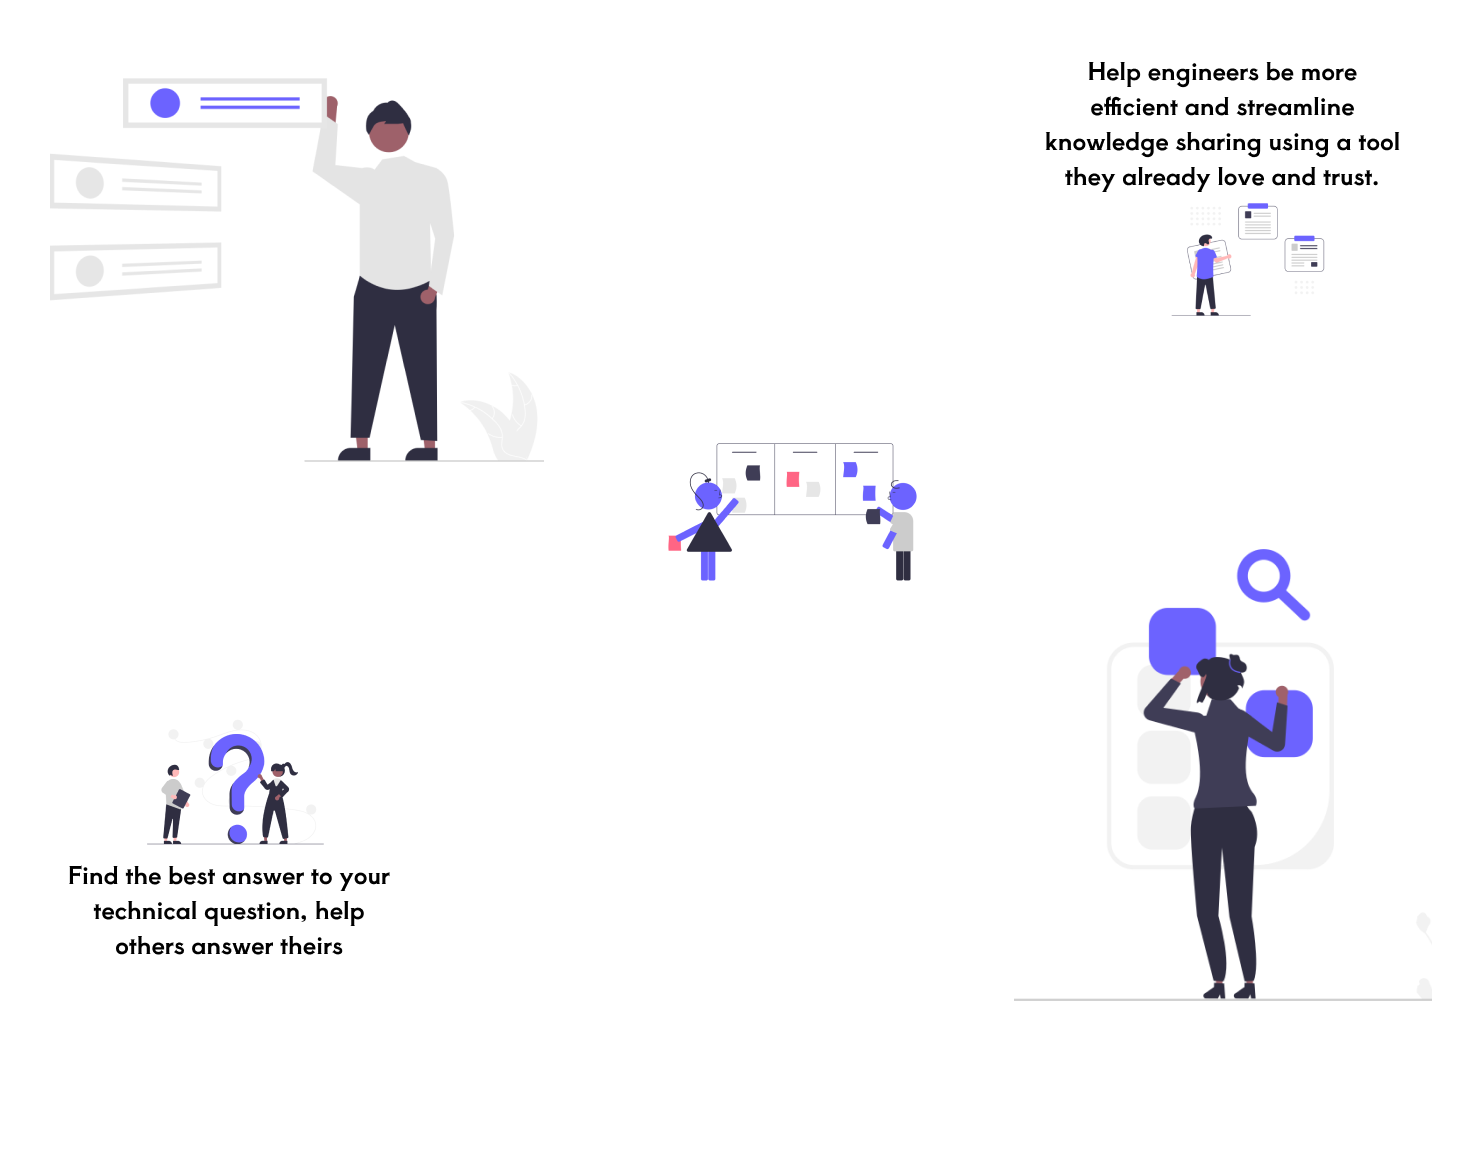 Help engineers be more
efficient and streamline
knowledge sharing using a tool
they already love and trust.
Find the best answer to your
technical question, help
others answer theirs